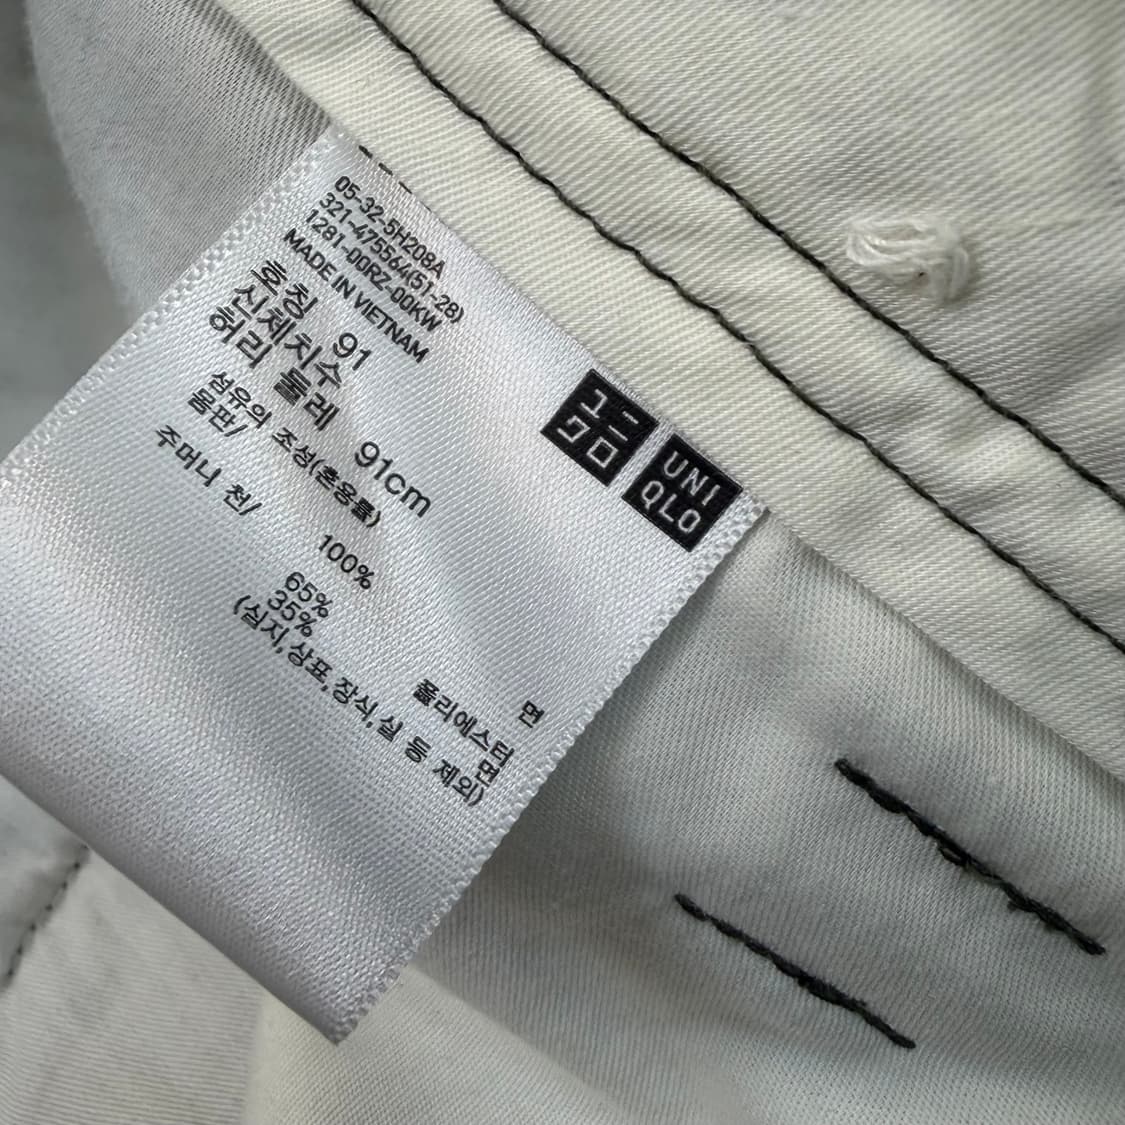 05-32-5H208A
321-475564(51-28)
1281-00RZ-00KW
MADE IN VIETNAM
호칭 91
신체치수
허리 둘레 91cm
섬유의 조성(혼용률)
몸판/ 100% 면
주머니 천/ 65% 폴리에스터
35% 면
(심지,상표,장식,실 등 제외)
ユニ
クロ
UNI
QLO